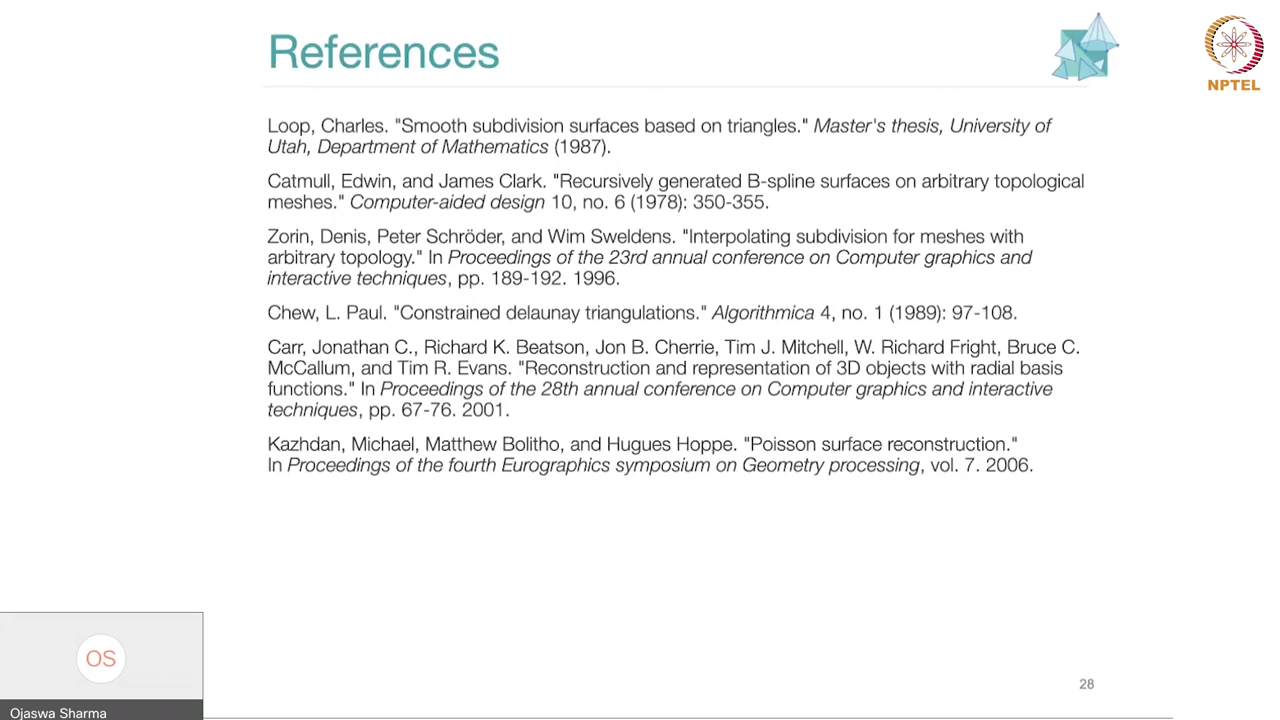 References
NPTEL
Loop, Charles. "Smooth subdivision surfaces based on triangles." Master's thesis, University of
Utah, Department of Mathematics (1987).
Catmull, Edwin, and James Clark. "Recursively generated B-spline surfaces on arbitrary topological
meshes." Computer-aided design 10, no. 6 (1978): 350-355.
Zorin, Denis, Peter Schröder, and Wim Sweldens. "Interpolating subdivision for meshes with
arbitrary topology." In Proceedings of the 23rd annual conference on Computer graphics and
interactive techniques, pp. 189-192. 1996.
Chew, L. Paul. "Constrained delaunay triangulations." Algorithmica 4, no. 1 (1989): 97-108.
Carr, Jonathan C., Richard K. Beatson, Jon B. Cherrie, Tim J. Mitchell, W. Richard Fright, Bruce C.
McCallum, and Tim R. Evans. "Reconstruction and representation of 3D objects with radial basis
functions." In Proceedings of the 28th annual conference on Computer graphics and interactive
techniques, pp. 67-76. 2001.
Kazhdan, Michael, Matthew Bolitho, and Hugues Hoppe. "Poisson surface reconstruction."
In Proceedings of the fourth Eurographics symposium on Geometry processing, vol. 7. 2006.
OS
Ojaswa Sharma
28